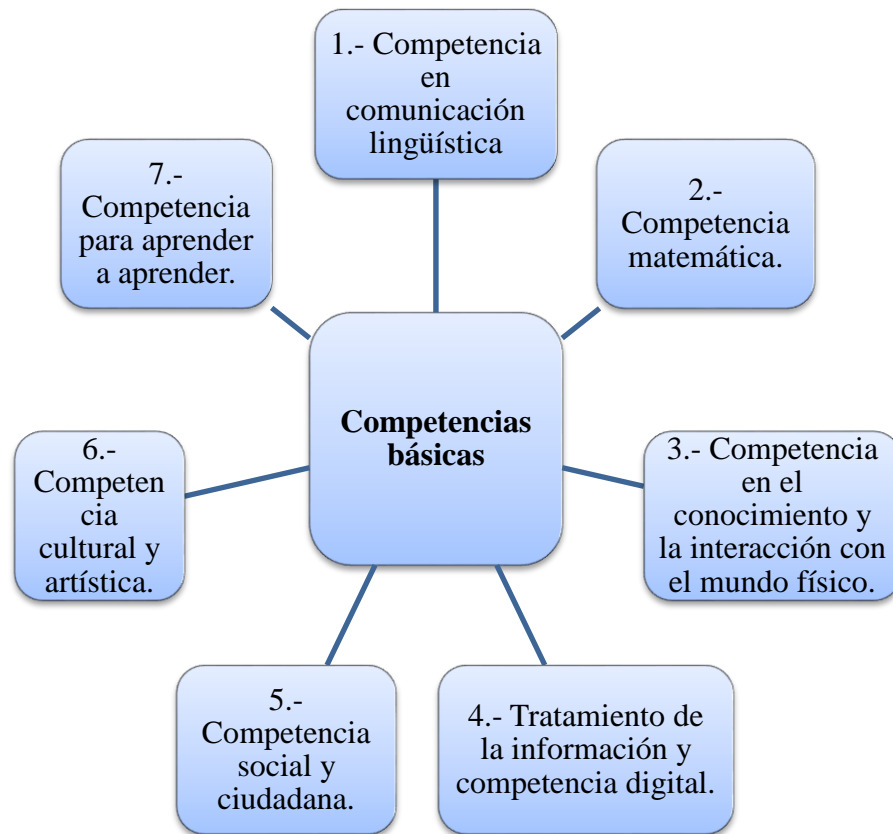 1.- Competencia
en
comunicación
lingüística
7.-
Competencia
para aprender
a aprender.
2.-
Competencia
matemática.
Competencias
básicas
6.-
Competen
cia
cultural y
artística.
3.- Competencia
en el
conocimiento y
la interacción con
el mundo físico.
5.-
Competencia
social y
ciudadana.
4.- Tratamiento de
la información y
competencia digital.